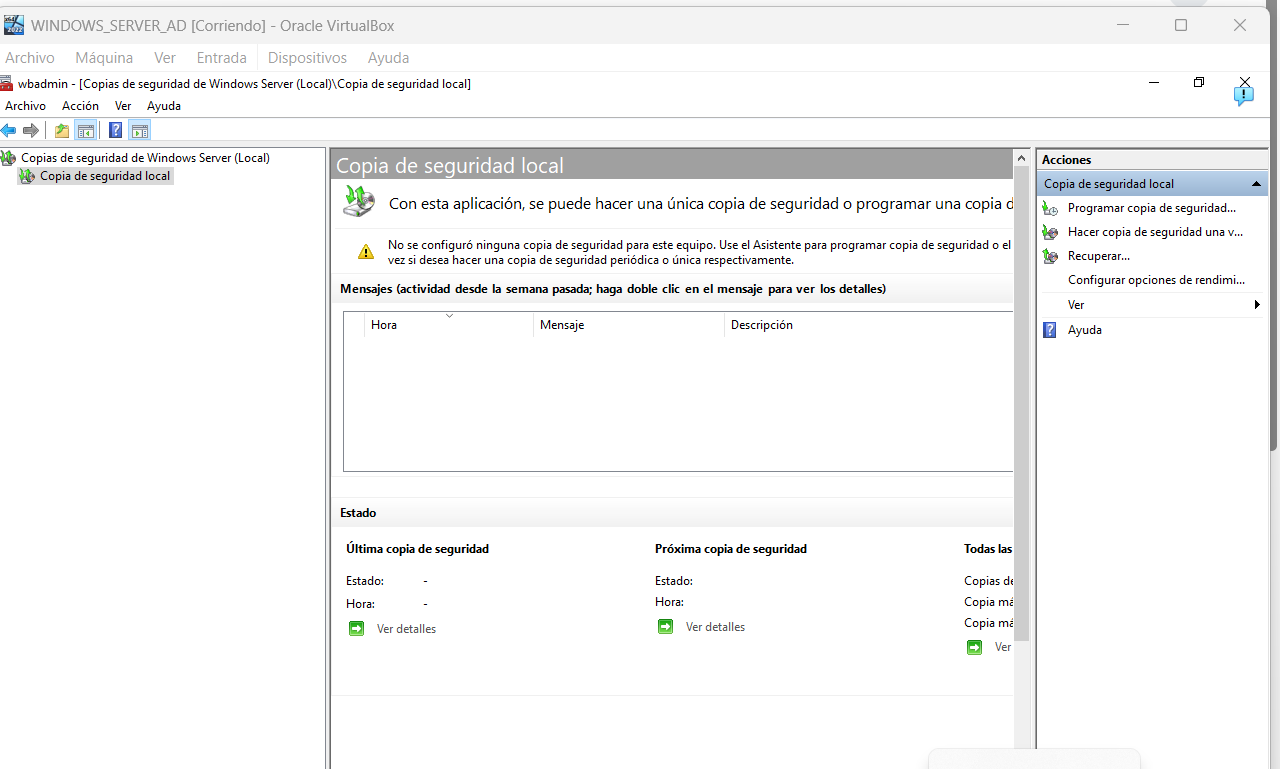 WINDOWS_SERVER_AD [Corriendo] - Oracle VirtualBox
Archivo Máquina Ver Entrada Dispositivos Ayuda
wbadmin - [Copias de seguridad de Windows Server (Local)\Copia de seguridad local]
Archivo Acción Ver Ayuda
Copias de seguridad de Windows Server (Local)
Copia de seguridad local
Copia de seguridad local
Con esta aplicación, se puede hacer una única copia de seguridad o programar una copia d
No se configuró ninguna copia de seguridad para este equipo. Use el Asistente para programar copia de seguridad o el
vez si desea hacer una copia de seguridad periódica o única respectivamente.
Mensajes (actividad desde la semana pasada; haga doble clic en el mensaje para ver los detalles)
Hora Mensaje Descripción
Estado
Última copia de seguridad
Estado: -
Hora: -
Ver detalles
Próxima copia de seguridad
Estado:
Hora:
Ver detalles
Todas las
Copias de
Copia má
Copia má
Ver
Acciones
Copia de seguridad local
Programar copia de seguridad...
Hacer copia de seguridad una v...
Recuperar...
Configurar opciones de rendimi...
Ver
Ayuda